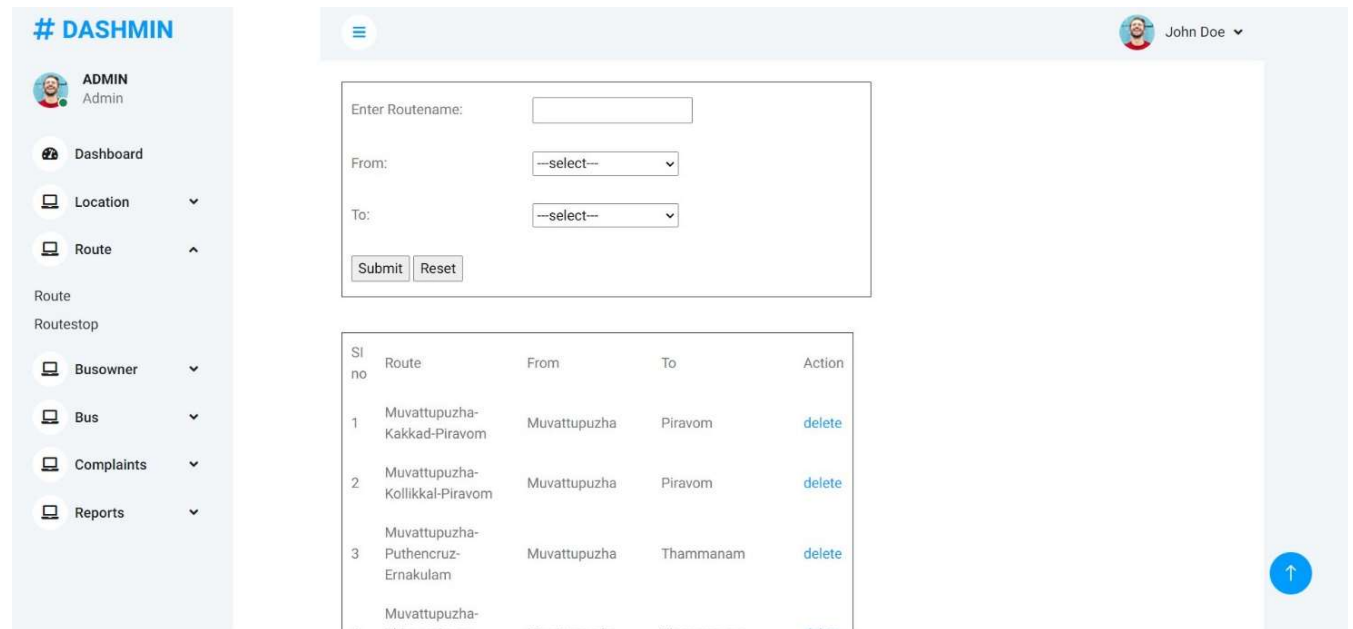 # DASHMIN
John Doe
ADMIN
Admin
Dashboard
Location
Route
Route
Routestop
Busowner
Bus
Complaints
Reports
Enter Routename:
From: ---select---
To: ---select---
Submit Reset
Sl no Route From To Action
1 Muvattupuzha-
Kakkad-Piravom Muvattupuzha Piravom delete
2 Muvattupuzha-
Kollikkal-Piravom Muvattupuzha Piravom delete
3 Muvattupuzha-
Puthencruz-
Ernakulam Muvattupuzha Thammanam delete
Muvattupuzha-